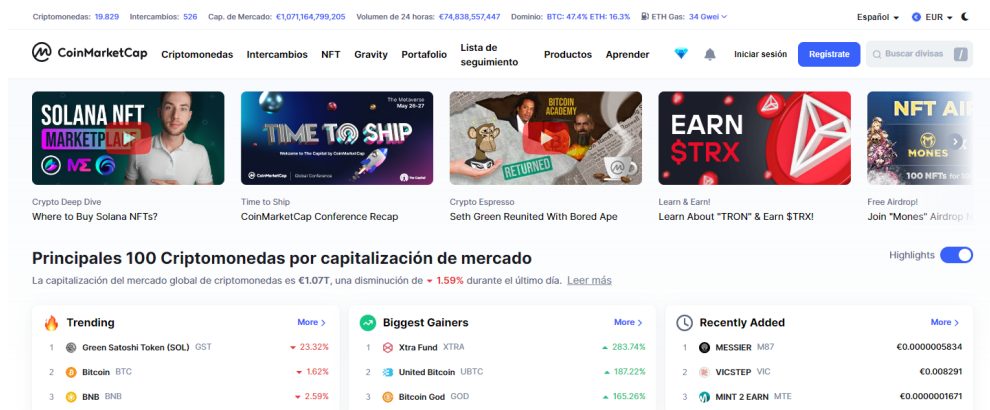 Criptomonedas: 19.829 Intercambios: 526 Cap. de Mercado: €1,071,164,799,205 Volumen de 24 horas: €74,838,557,447 Dominio: BTC: 47.4% ETH: 16.3% ETH Gas: 34 Gwei Español EUR
CoinMarketCap Criptomonedas Intercambios NFT Gravity Portafolio Lista de seguimiento Productos Aprender Iniciar sesión Regístrate Buscar divisas /
SOLANA NFT
MARKETPLACE
The Metaverse
May 26-27
TIME TO SHIP
Welcome to The Capital by CoinMarketCap
CoinMarketCap Global Conference The Capital
BITCOIN
ACADEMY
RETURNED
EARN
$TRX
NFT AI
MONES
100 NFTs for
Crypto Deep Dive
Where to Buy Solana NFTs?
Time to Ship
CoinMarketCap Conference Recap
Crypto Espresso
Seth Green Reunited With Bored Ape
Learn & Earn!
Learn About "TRON" & Earn $TRX!
Free Airdrop!
Join "Mones" Airdrop
Principales 100 Criptomonedas por capitalización de mercado
Highlights
La capitalización del mercado global de criptomonedas es €1.07T, una disminución de 1.59% durante el último día. Leer más
Trending More
1 Green Satoshi Token (SOL) GST 23.32%
2 Bitcoin BTC 1.62%
3 BNB BNB 2.59%
Biggest Gainers More
1 Xtra Fund XTRA 283.74%
2 United Bitcoin UBTC 187.22%
3 Bitcoin God GOD 165.26%
Recently Added More
1 MESSIER M87 €0.0000005834
2 VICSTEP VIC €0.008291
3 MINT 2 EARN MTE €0.0000001671